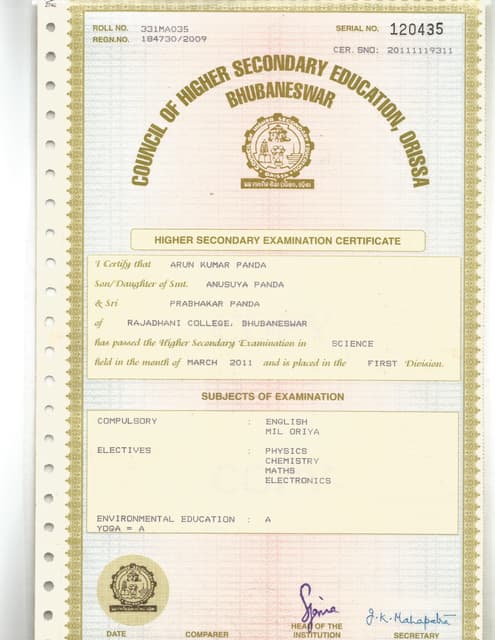 ROLL NO. 331MA035
REGN.NO. 184730/2009
SERIAL NO. 120435
CER. SNO: 20111119311
COUNCIL OF HIGHER SECONDARY EDUCATION, ORISSA
BHUBANESWAR
ORISSA
HIGHER SECONDARY EXAMINATION CERTIFICATE
I Certify that ARUN KUMAR PANDA
Son/Daughter of Smt. ANUSUYA PANDA
& Sri PRABHAKAR PANDA
of RAJADHANI COLLEGE, BHUBANESWAR
has passed the Higher Secondary Examination in SCIENCE
held in the month of MARCH 2011 and is placed in the FIRST Division.
SUBJECTS OF EXAMINATION
COMPULSORY : ENGLISH
MIL ORIYA
ELECTIVES : PHYSICS
CHEMISTRY
MATHS
ELECTRONICS
ENVIRONMENTAL EDUCATION : A
YOGA = A
J.K. Mahapatra
DATE COMPARER HEAD OF THE INSTITUTION SECRETARY